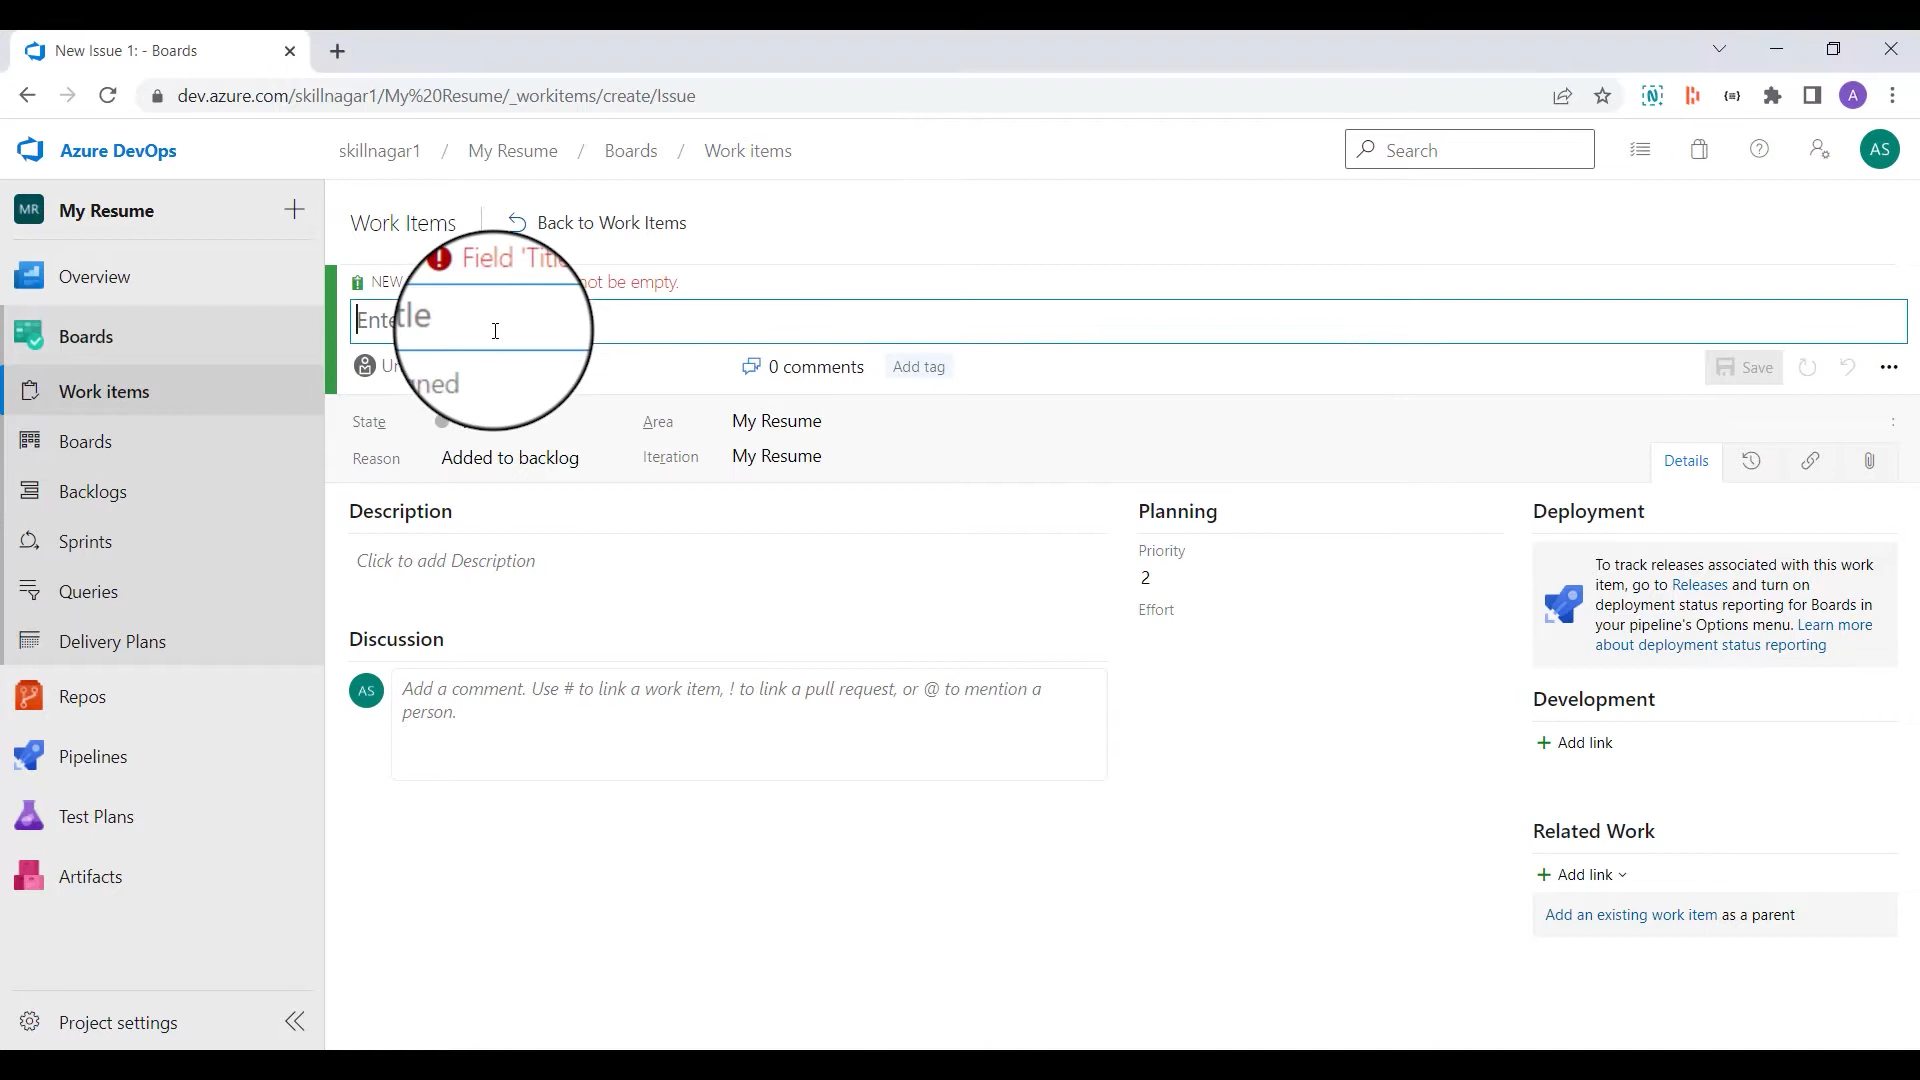 New Issue 1: - Boards
dev.azure.com/skillnagar1/My%20Resume/_workitems/create/Issue
A
Azure DevOps
skillnagar1 / My Resume / Boards / Work items
Search
AS
MR My Resume
Overview
Boards
Work items
Boards
Backlogs
Sprints
Queries
Delivery Plans
Repos
Pipelines
Test Plans
Artifacts
Project settings
Work Items
Back to Work Items
Field
NEW
not be empty.
0 comments
Add tag
Save
State
Area My Resume
Reason Added to backlog
Iteration My Resume
Details
Description
Click to add Description
Discussion
AS
Add a comment. Use # to link a work item, ! to link a pull request, or @ to mention a
person.
Planning
Priority
2
Effort
Deployment
To track releases associated with this work
item, go to Releases and turn on
deployment status reporting for Boards in
your pipeline's Options menu. Learn more
about deployment status reporting
Development
+ Add link
Related Work
+ Add link
Add an existing work item as a parent